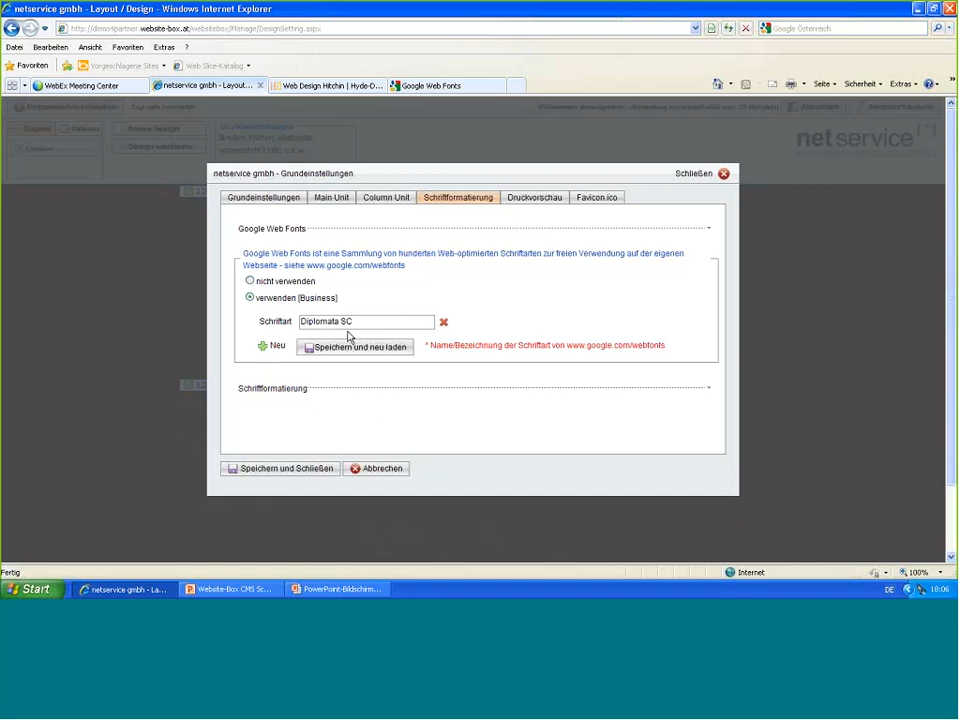 netservice gmbh - Layout / Design - Windows Internet Explorer
http://demo4partner.website-box.at/websitebox/Manage/DesignSetting.aspx
Google Österreich
Datei Bearbeiten Ansicht Favoriten Extras ?
Favoriten Vorgeschlagene Sites Web Slice-Katalog
WebEx Meeting Center netservice gmbh - Layout... Web Design Hitchin | Hyde-D... Google Web Fonts Seite Sicherheit Extras
Grundeinstellungen
netservice
netservice gmbh - Grundeinstellungen Schließen
Grundeinstellungen Main Unit Column Unit Schriftformatierung Druckvorschau Favicon.ico
Google Web Fonts
Google Web Fonts ist eine Sammlung von hunderten Web-optimierten Schriftarten zur freien Verwendung auf der eigenen
Webseite - siehe www.google.com/webfonts
nicht verwenden
verwenden [Business]
Schriftart Diplomata SC
Neu Speichern und neu laden * Name/Bezeichnung der Schriftart von www.google.com/webfonts
Schriftformatierung
Speichern und Schließen Abbrechen
Fertig Internet 100%
Start netservice gmbh - La... Website-Box CMS Sc... PowerPoint-Bildschirm... DE 18:06